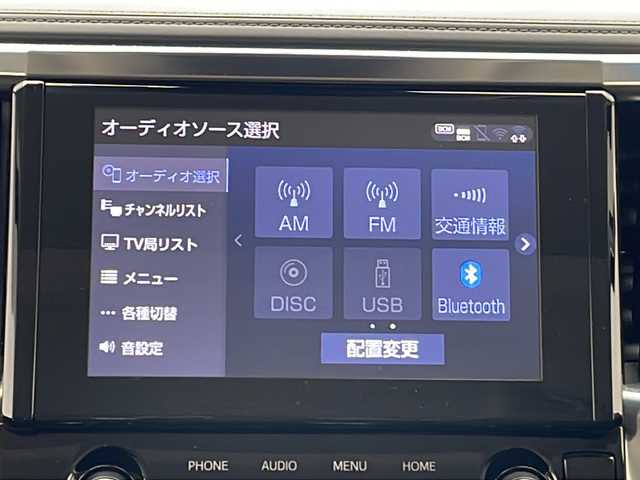 オーディオソース選択
DCM
DCM
オーディオ選択
チャンネルリスト
TV局リスト
メニュー
各種切替
音設定
AM
FM
交通情報
DISC
USB
Bluetooth
配置変更
PHONE AUDIO MENU HOME